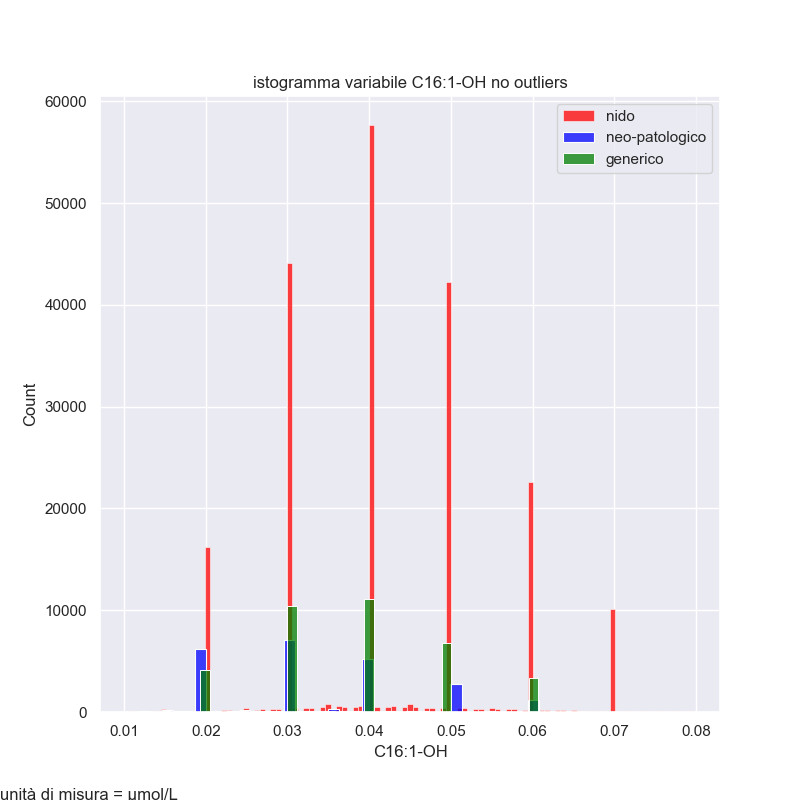 istogramma variabile C16:1-OH no outliers
nido
neo-patologico
generico
60000
50000
40000
30000
20000
10000
0
Count
0.01 0.02 0.03 0.04 0.05 0.06 0.07 0.08
C16:1-OH
unità di misura = μmol/L